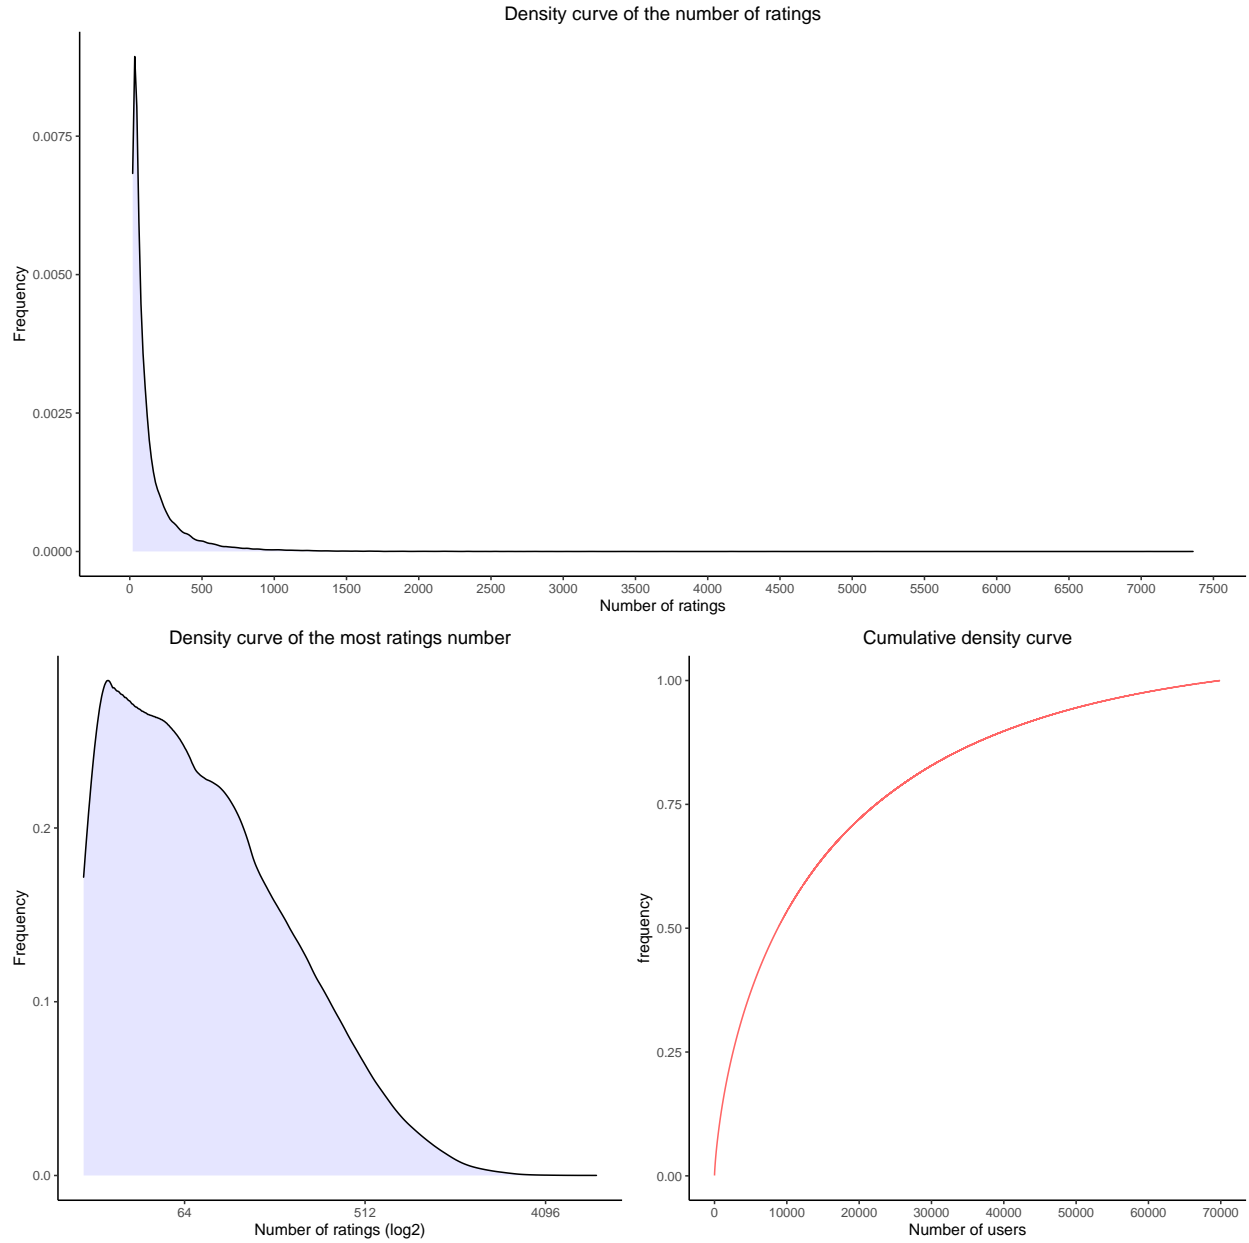 Density curve of the number of ratings
0.0075
0.0050
0.0025
0.0000
Frequency
0 500 1000 1500 2000 2500 3000 3500 4000 4500 5000 5500 6000 6500 7000 7500
Number of ratings
Density curve of the most ratings number
0.2
0.1
0.0
Frequency
64 512 4096
Number of ratings (log2)
Cumulative density curve
1.00
0.75
0.50
0.25
0.00
frequency
0 10000 20000 30000 40000 50000 60000 70000
Number of users